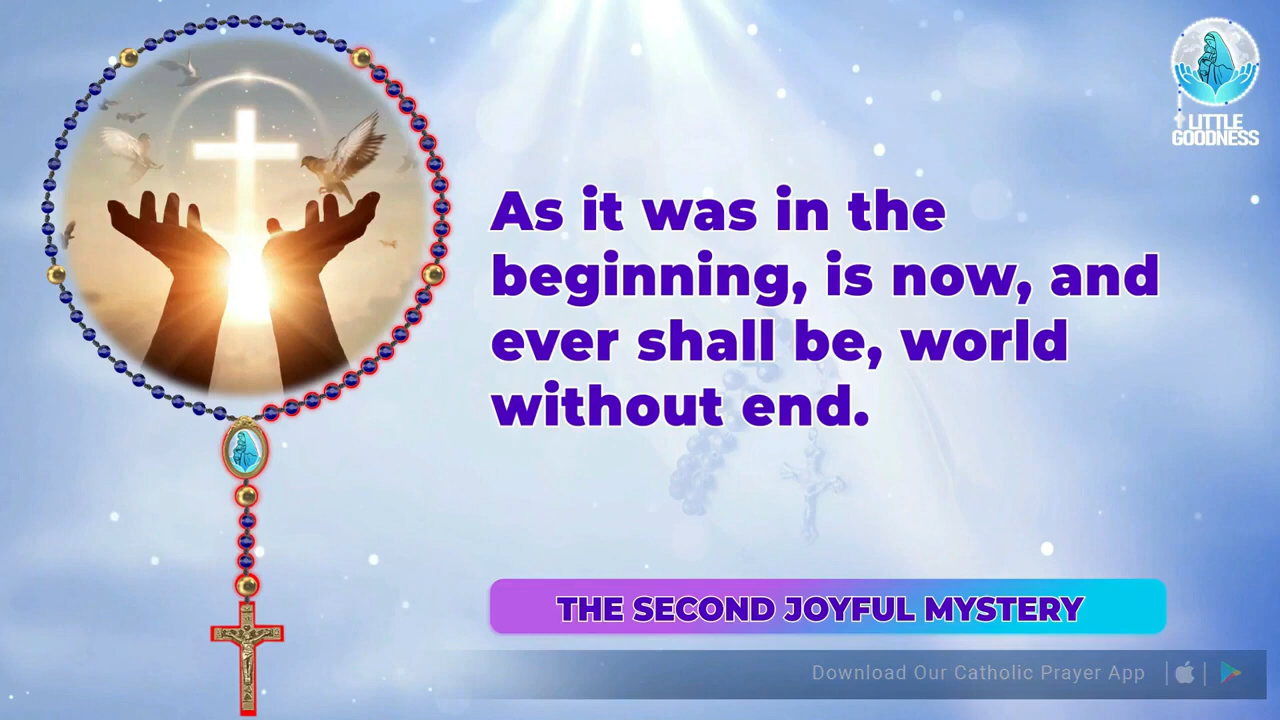 LITTLE
GOODNESS
As it was in the
beginning, is now, and
ever shall be, world
without end.
THE SECOND JOYFUL MYSTERY
Download Our Catholic Prayer App